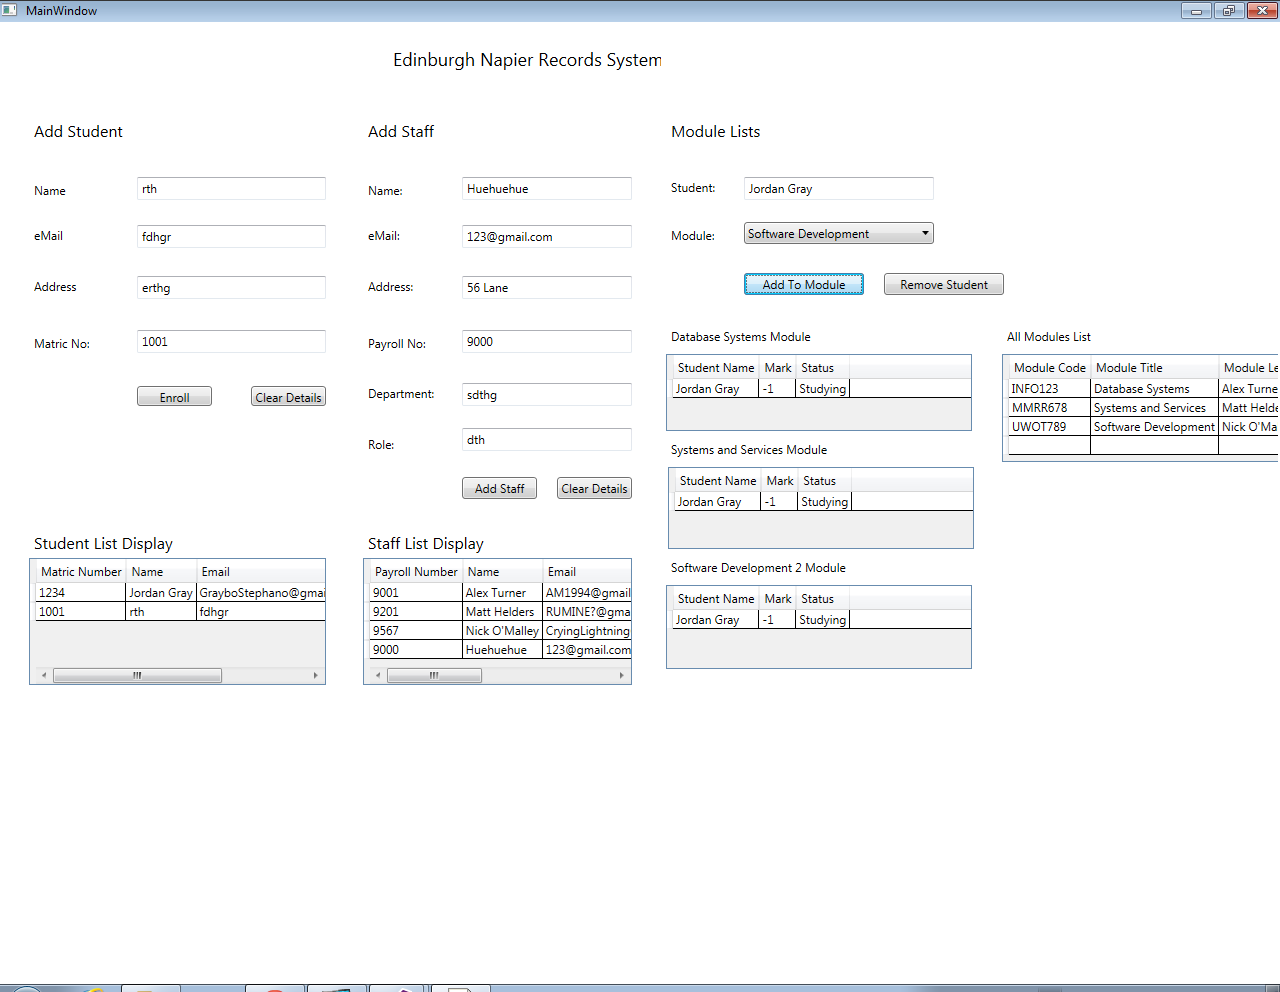 MainWindow
Edinburgh Napier Records System
Add Student
Name
rth
eMail
fdhgr
Address
erthg
Matric No:
1001
Enroll
Clear Details
Add Staff
Name:
Huehuehue
eMail:
123@gmail.com
Address:
56 Lane
Payroll No:
9000
Department:
sdthg
Role:
dth
Add Staff
Clear Details
Module Lists
Student:
Jordan Gray
Module:
Software Development
Add To Module
Remove Student
Database Systems Module
Student Name Mark Status
Jordan Gray -1 Studying
Systems and Services Module
Student Name Mark Status
Jordan Gray -1 Studying
Software Development 2 Module
Student Name Mark Status
Jordan Gray -1 Studying
All Modules List
Module Code Module Title Module Le
INFO123 Database Systems Alex Turne
MMRR678 Systems and Services Matt Helde
UWOT789 Software Development Nick O'Ma
Student List Display
Matric Number Name Email
1234 Jordan Gray GrayboStephano@gmai
1001 rth fdhgr
Staff List Display
Payroll Number Name Email
9001 Alex Turner AM1994@gmail
9201 Matt Helders RUMINE?@gma
9567 Nick O'Malley CryingLightning
9000 Huehuehue 123@gmail.com